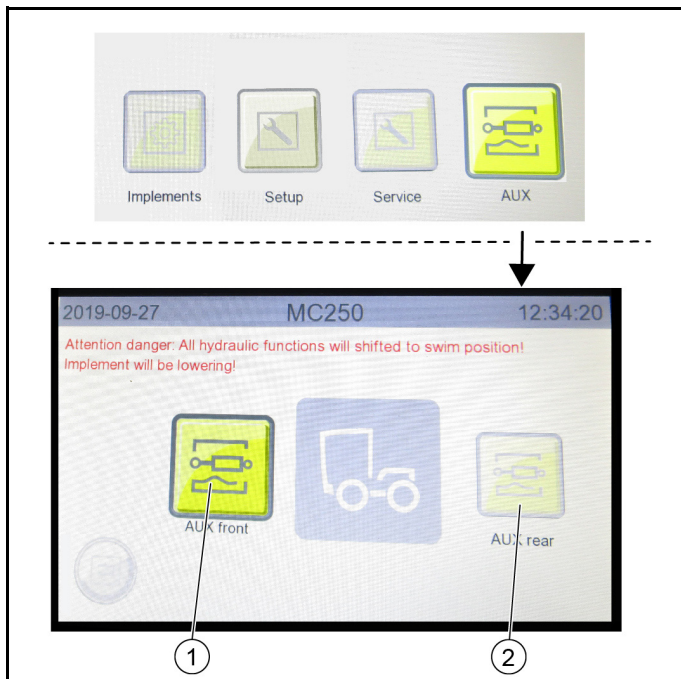 Implements Setup Service AUX
2019-09-27 MC250 12:34:20
Attention danger: All hydraulic functions will shifted to swim position!
Implement will be lowering!
AUX front
AUX rear
1 2